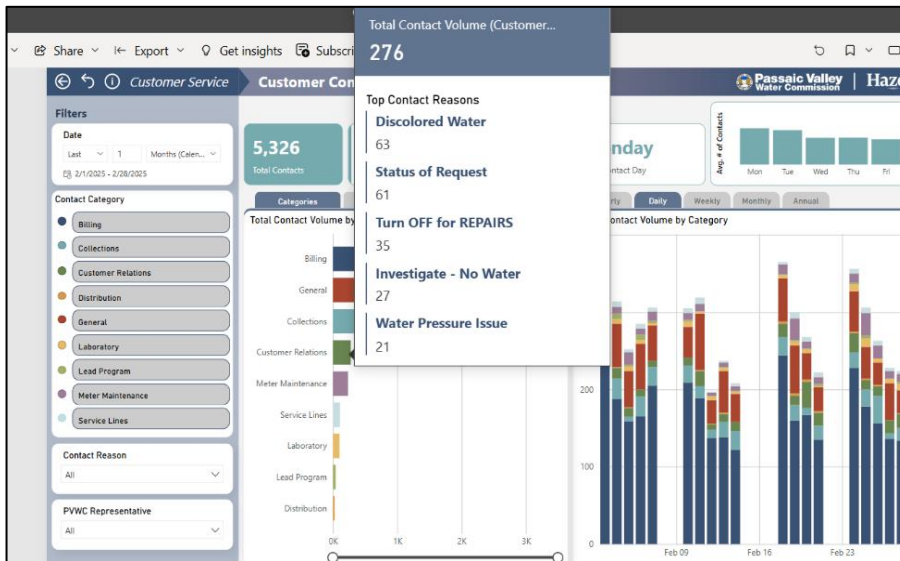 Share
Export
Get insights
Subscri
Customer Service
Customer Con
Passaic Valley
Water Commission
Haze
Total Contact Volume (Customer...
276
Top Contact Reasons
Discolored Water
63
Status of Request
61
Turn OFF for REPAIRS
35
Investigate - No Water
27
Water Pressure Issue
21
Filters
Date
Last
1
Months (Calen...
2/1/2025 - 2/28/2025
Contact Category
Billing
Collections
Customer Relations
Distribution
General
Laboratory
Lead Program
Meter Maintenance
Service Lines
Contact Reason
All
PVWC Representative
All
5,326
Total Contacts
nday
ntact Day
Avg. # of Contacts
Mon Tue Wed Thu Fri
Categories
Total Contact Volume by
Billing
General
Collections
Customer Relations
Meter Maintenance
Service Lines
Laboratory
Lead Program
Distribution
0K 1K 2K 3K
rly Daily Weekly Monthly Annual
ontact Volume by Category
200
100
0
Feb 09 Feb 16 Feb 23